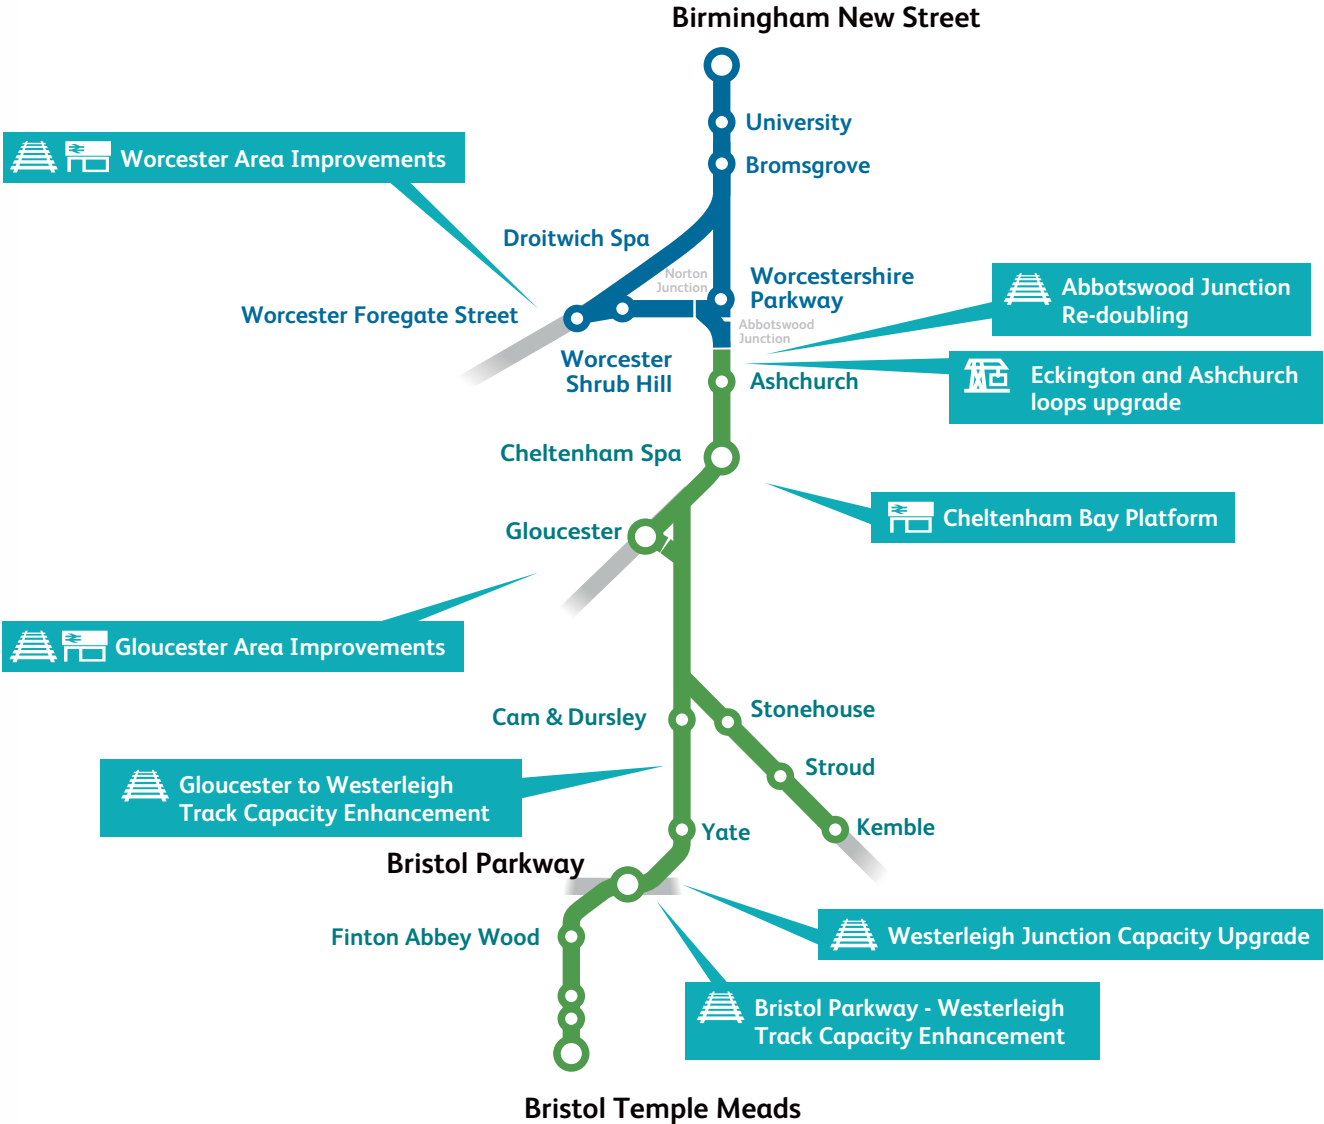 Birmingham New Street
University
Worcester Area Improvements
Bromsgrove
Droitwich Spa
Norton
Junction
Worcestershire
Parkway
Abbotswood Junction
Re-doubling
Worcester Foregate Street
Abbotswood
Junction
Worcester
Shrub Hill
Ashchurch
Eckington and Ashchurch
loops upgrade
Cheltenham Spa
Cheltenham Bay Platform
Gloucester
Gloucester Area Improvements
Cam & Dursley
Stonehouse
Stroud
Gloucester to Westerleigh
Track Capacity Enhancement
Yate
Kemble
Bristol Parkway
Finton Abbey Wood
Westerleigh Junction Capacity Upgrade
Bristol Parkway - Westerleigh
Track Capacity Enhancement
Bristol Temple Meads